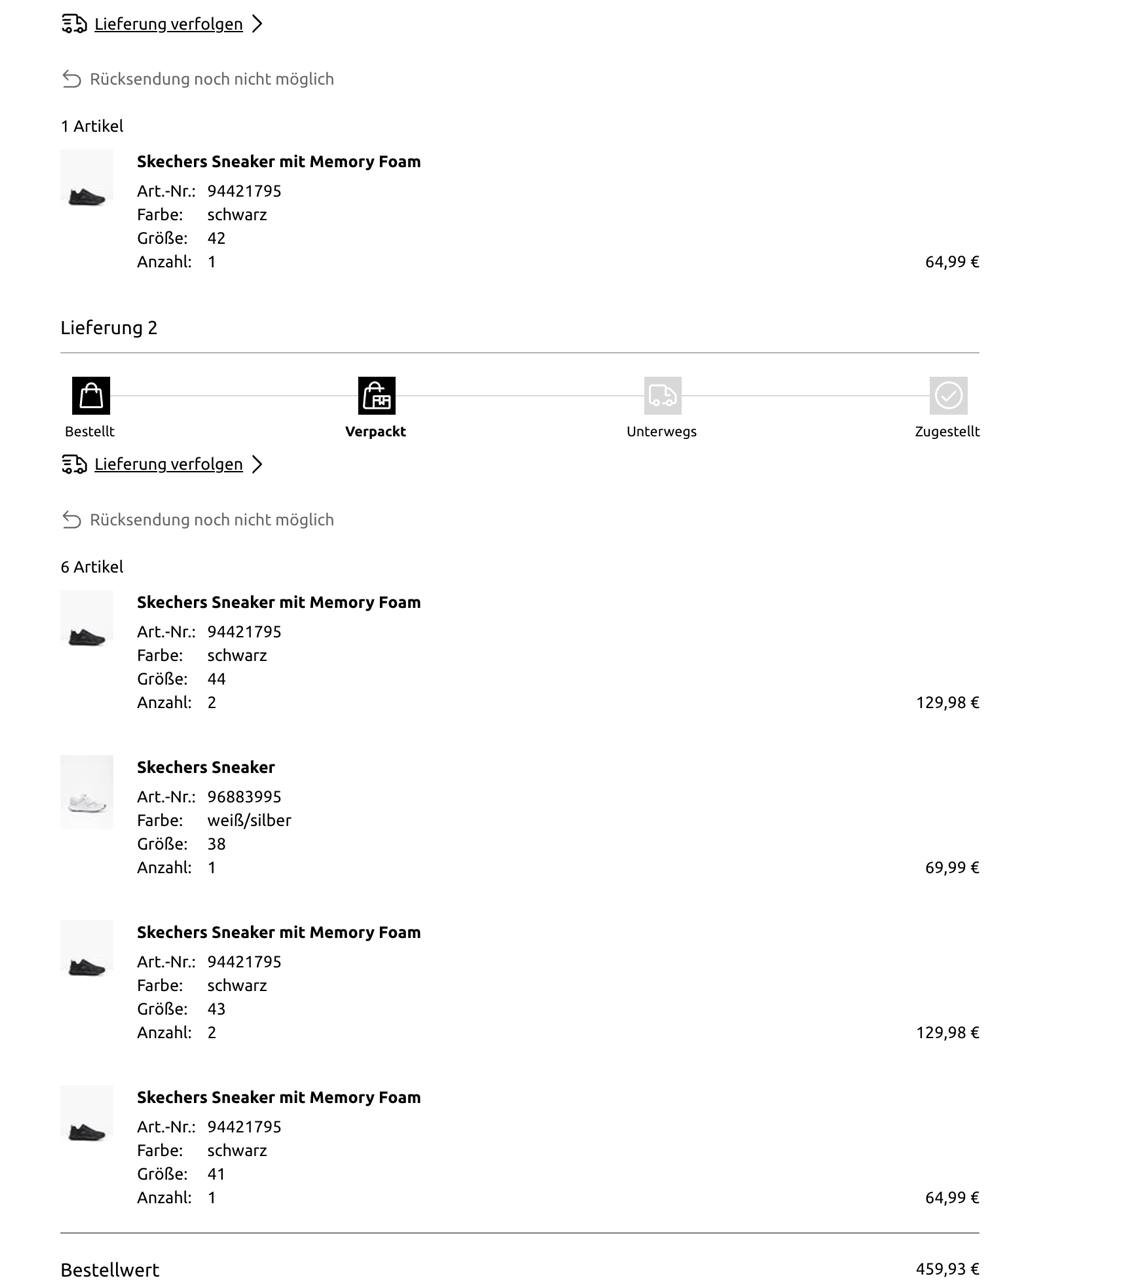 Lieferung verfolgen
Rücksendung noch nicht möglich
1 Artikel
Skechers Sneaker mit Memory Foam
Art.-Nr.: 94421795
Farbe: schwarz
Größe: 42
Anzahl: 1 64,99 €
Lieferung 2
Bestellt Verpackt Unterwegs Zugestellt
Lieferung verfolgen
Rücksendung noch nicht möglich
6 Artikel
Skechers Sneaker mit Memory Foam
Art.-Nr.: 94421795
Farbe: schwarz
Größe: 44
Anzahl: 2 129,98 €
Skechers Sneaker
Art.-Nr.: 96883995
Farbe: weiß/silber
Größe: 38
Anzahl: 1 69,99 €
Skechers Sneaker mit Memory Foam
Art.-Nr.: 94421795
Farbe: schwarz
Größe: 43
Anzahl: 2 129,98 €
Skechers Sneaker mit Memory Foam
Art.-Nr.: 94421795
Farbe: schwarz
Größe: 41
Anzahl: 1 64,99 €
Bestellwert 459,93 €